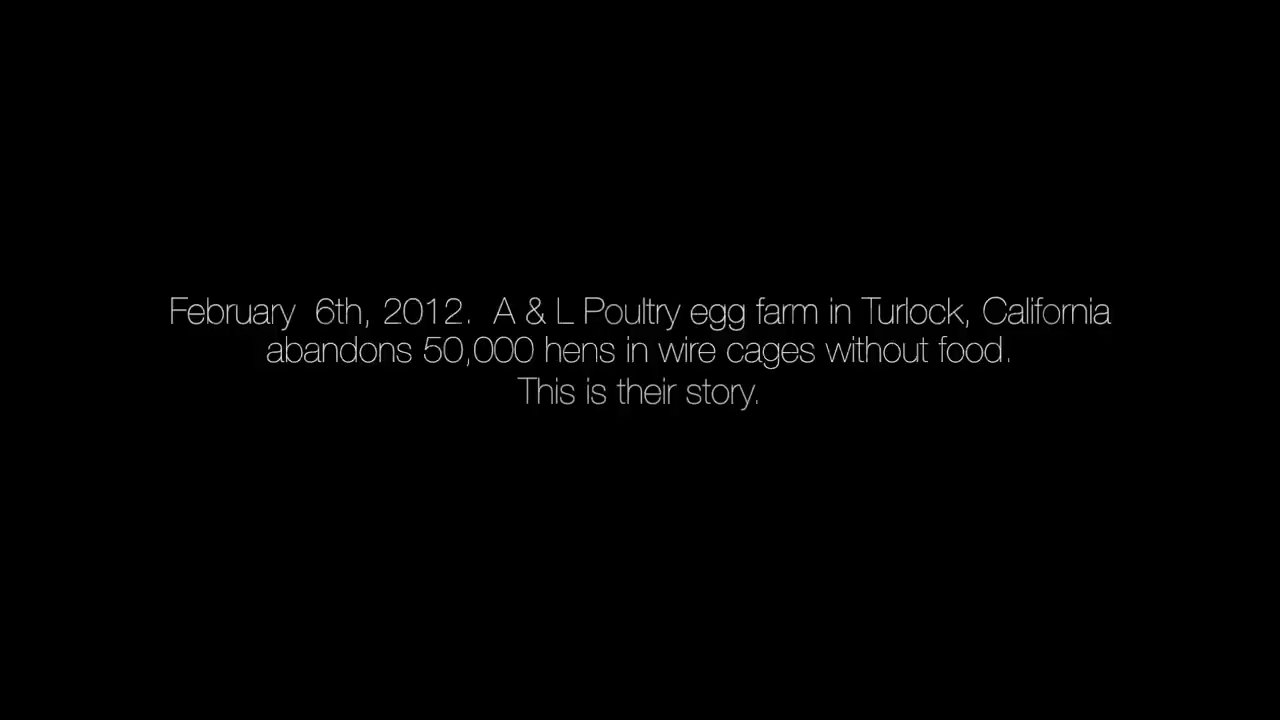 February  6th, 2012.  A & L Poultry egg farm in Turlock, California
abandons 50,000 hens in wire cages without food.
This is their story.